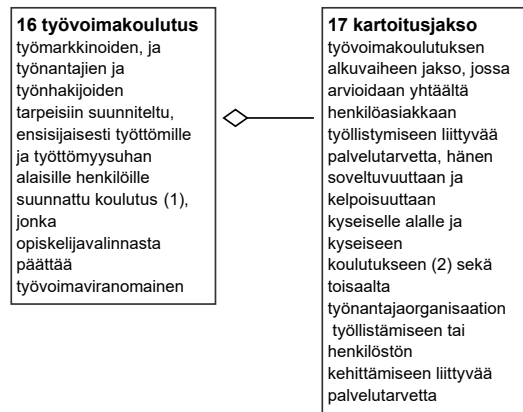 16 työvoimakoulutus
työmarkkinoiden, ja
työnantajien ja
työnhakijoiden
tarpeisiin suunniteltu,
ensisijaisesti työttömille
ja työttömyysuhan
alaisille henkilöille
suunnattu koulutus (1),
jonka
opiskelijavalinnasta
päättää
työvoimaviranomainen
17 kartoitusjakso
työvoimakoulutuksen
alkuvaiheen jakso, jossa
arvioidaan yhtäältä
henkilöasiakkaan
työllistymiseen liittyvää
palvelutarvetta, hänen
soveltuvuuttaan ja
kelpoisuuttaan
kyseiselle alalle ja
kyseiseen
koulutukseen (2) sekä
toisaalta
työnantajaorganisaation
työllistämiseen tai
henkilöstön
kehittämiseen liittyvää
palvelutarvetta